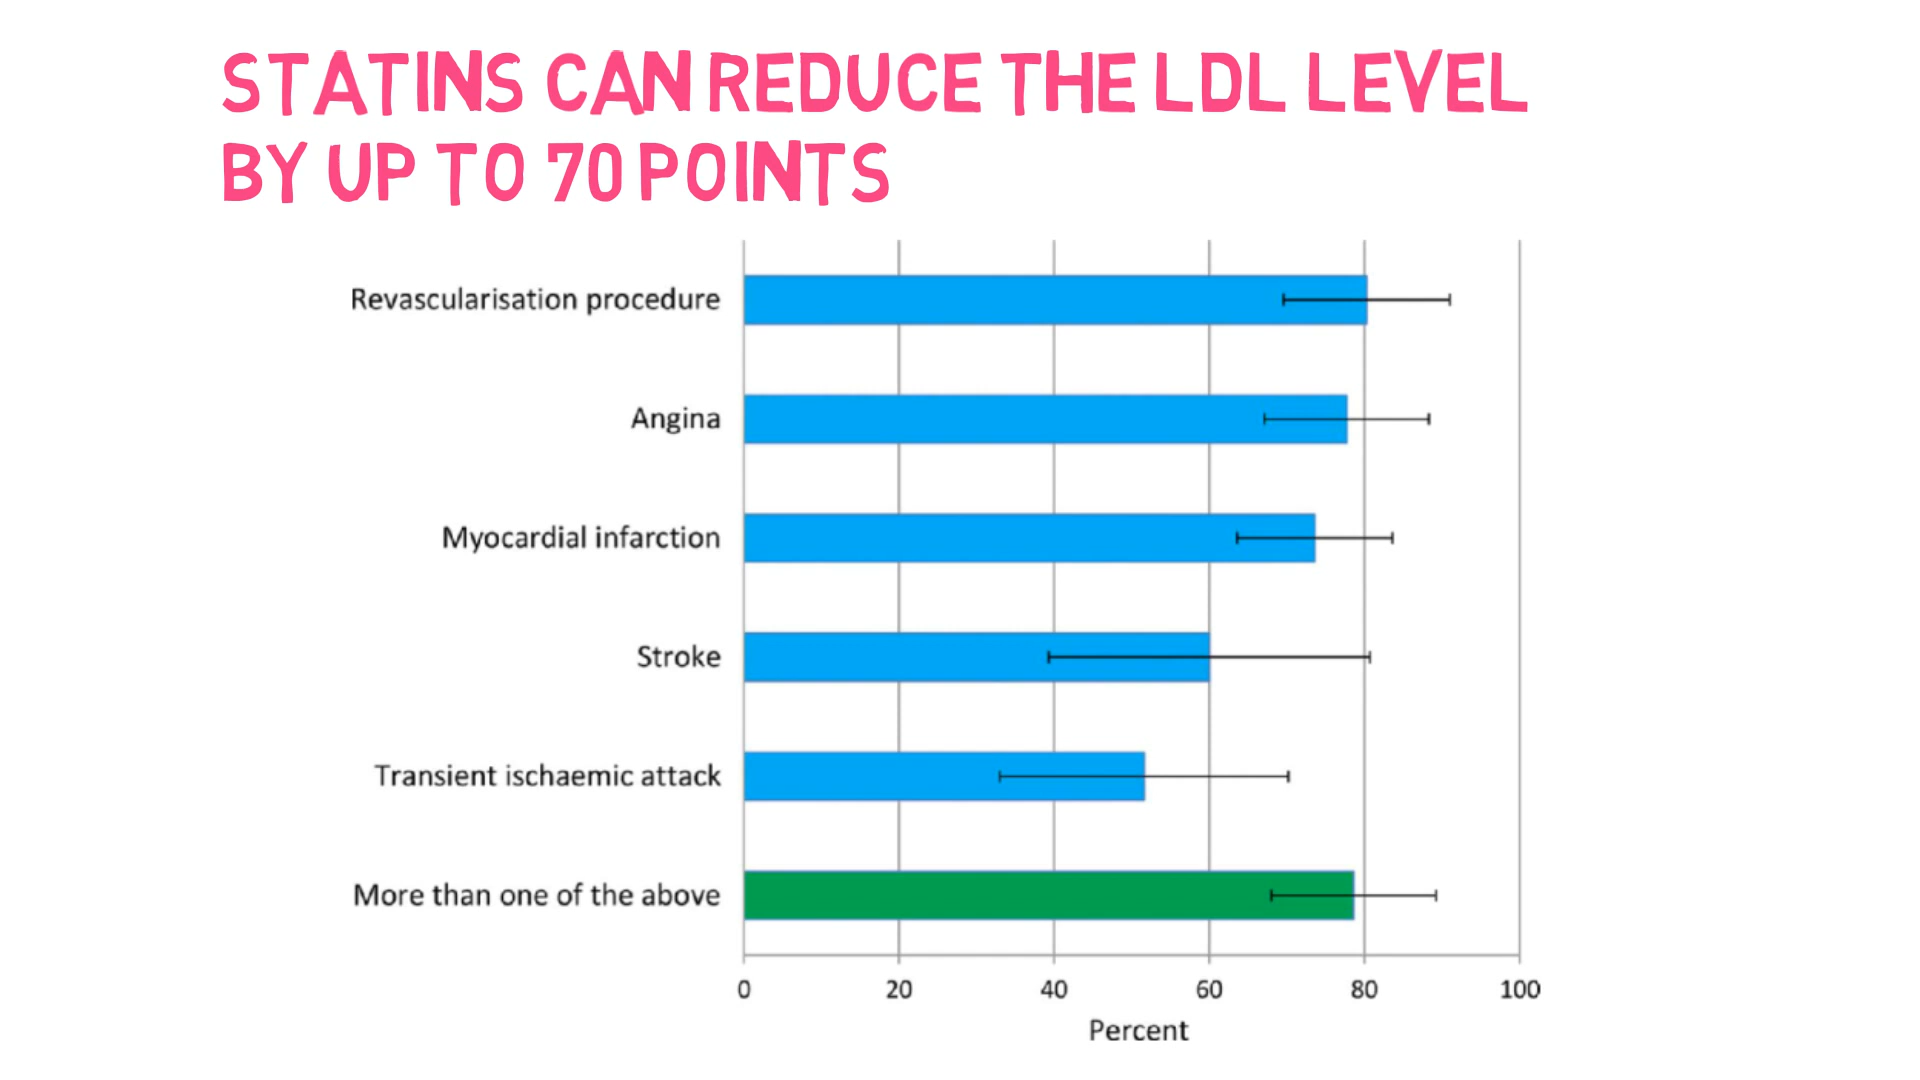 STATINS CAN REDUCE THE LDL LEVEL
BY UP TO 70 POINTS
Revascularisation procedure
Angina
Myocardial infarction
Stroke
Transient ischaemic attack
More than one of the above
0 20 40 60 80 100
Percent